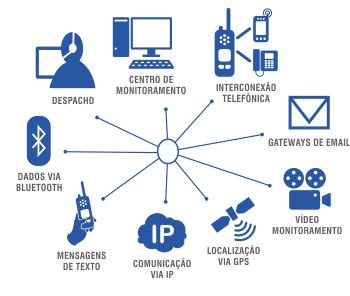 DESPACHO
CENTRO DE
MONITORAMENTO
INTERCONEXÃO
TELEFÔNICA
GATEWAYS DE EMAIL
DADOS VIA
BLUETOOTH
VÍDEO
MONITORAMENTO
MENSAGENS
DE TEXTO
IP
COMUNICAÇÃO
VIA IP
LOCALIZAÇÃO
VIA GPS